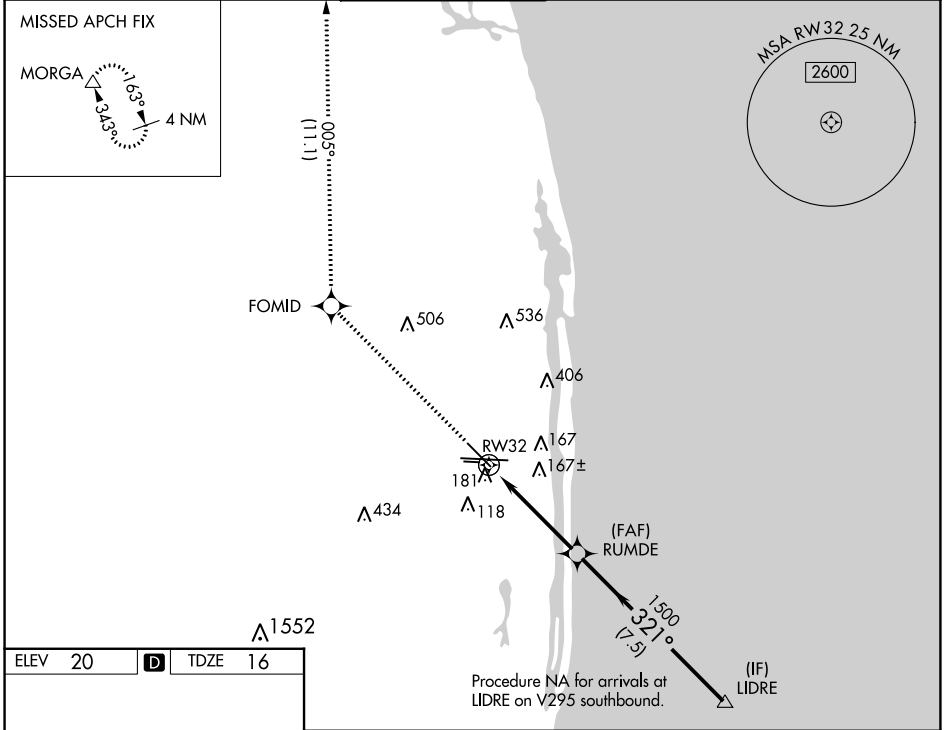 MISSED APCH FIX
MORGA
163°
343°
4 NM
005°
(11.1)
MSA RW32 25 NM
2600
FOMID
506
536
406
RW32
167
167±
181
118
434
(FAF)
RUMDE
1500
321°
(7.5)
1552
ELEV 20 D TDZE 16
(IF)
LIDRE
Procedure NA for arrivals at
LIDRE on V295 southbound.